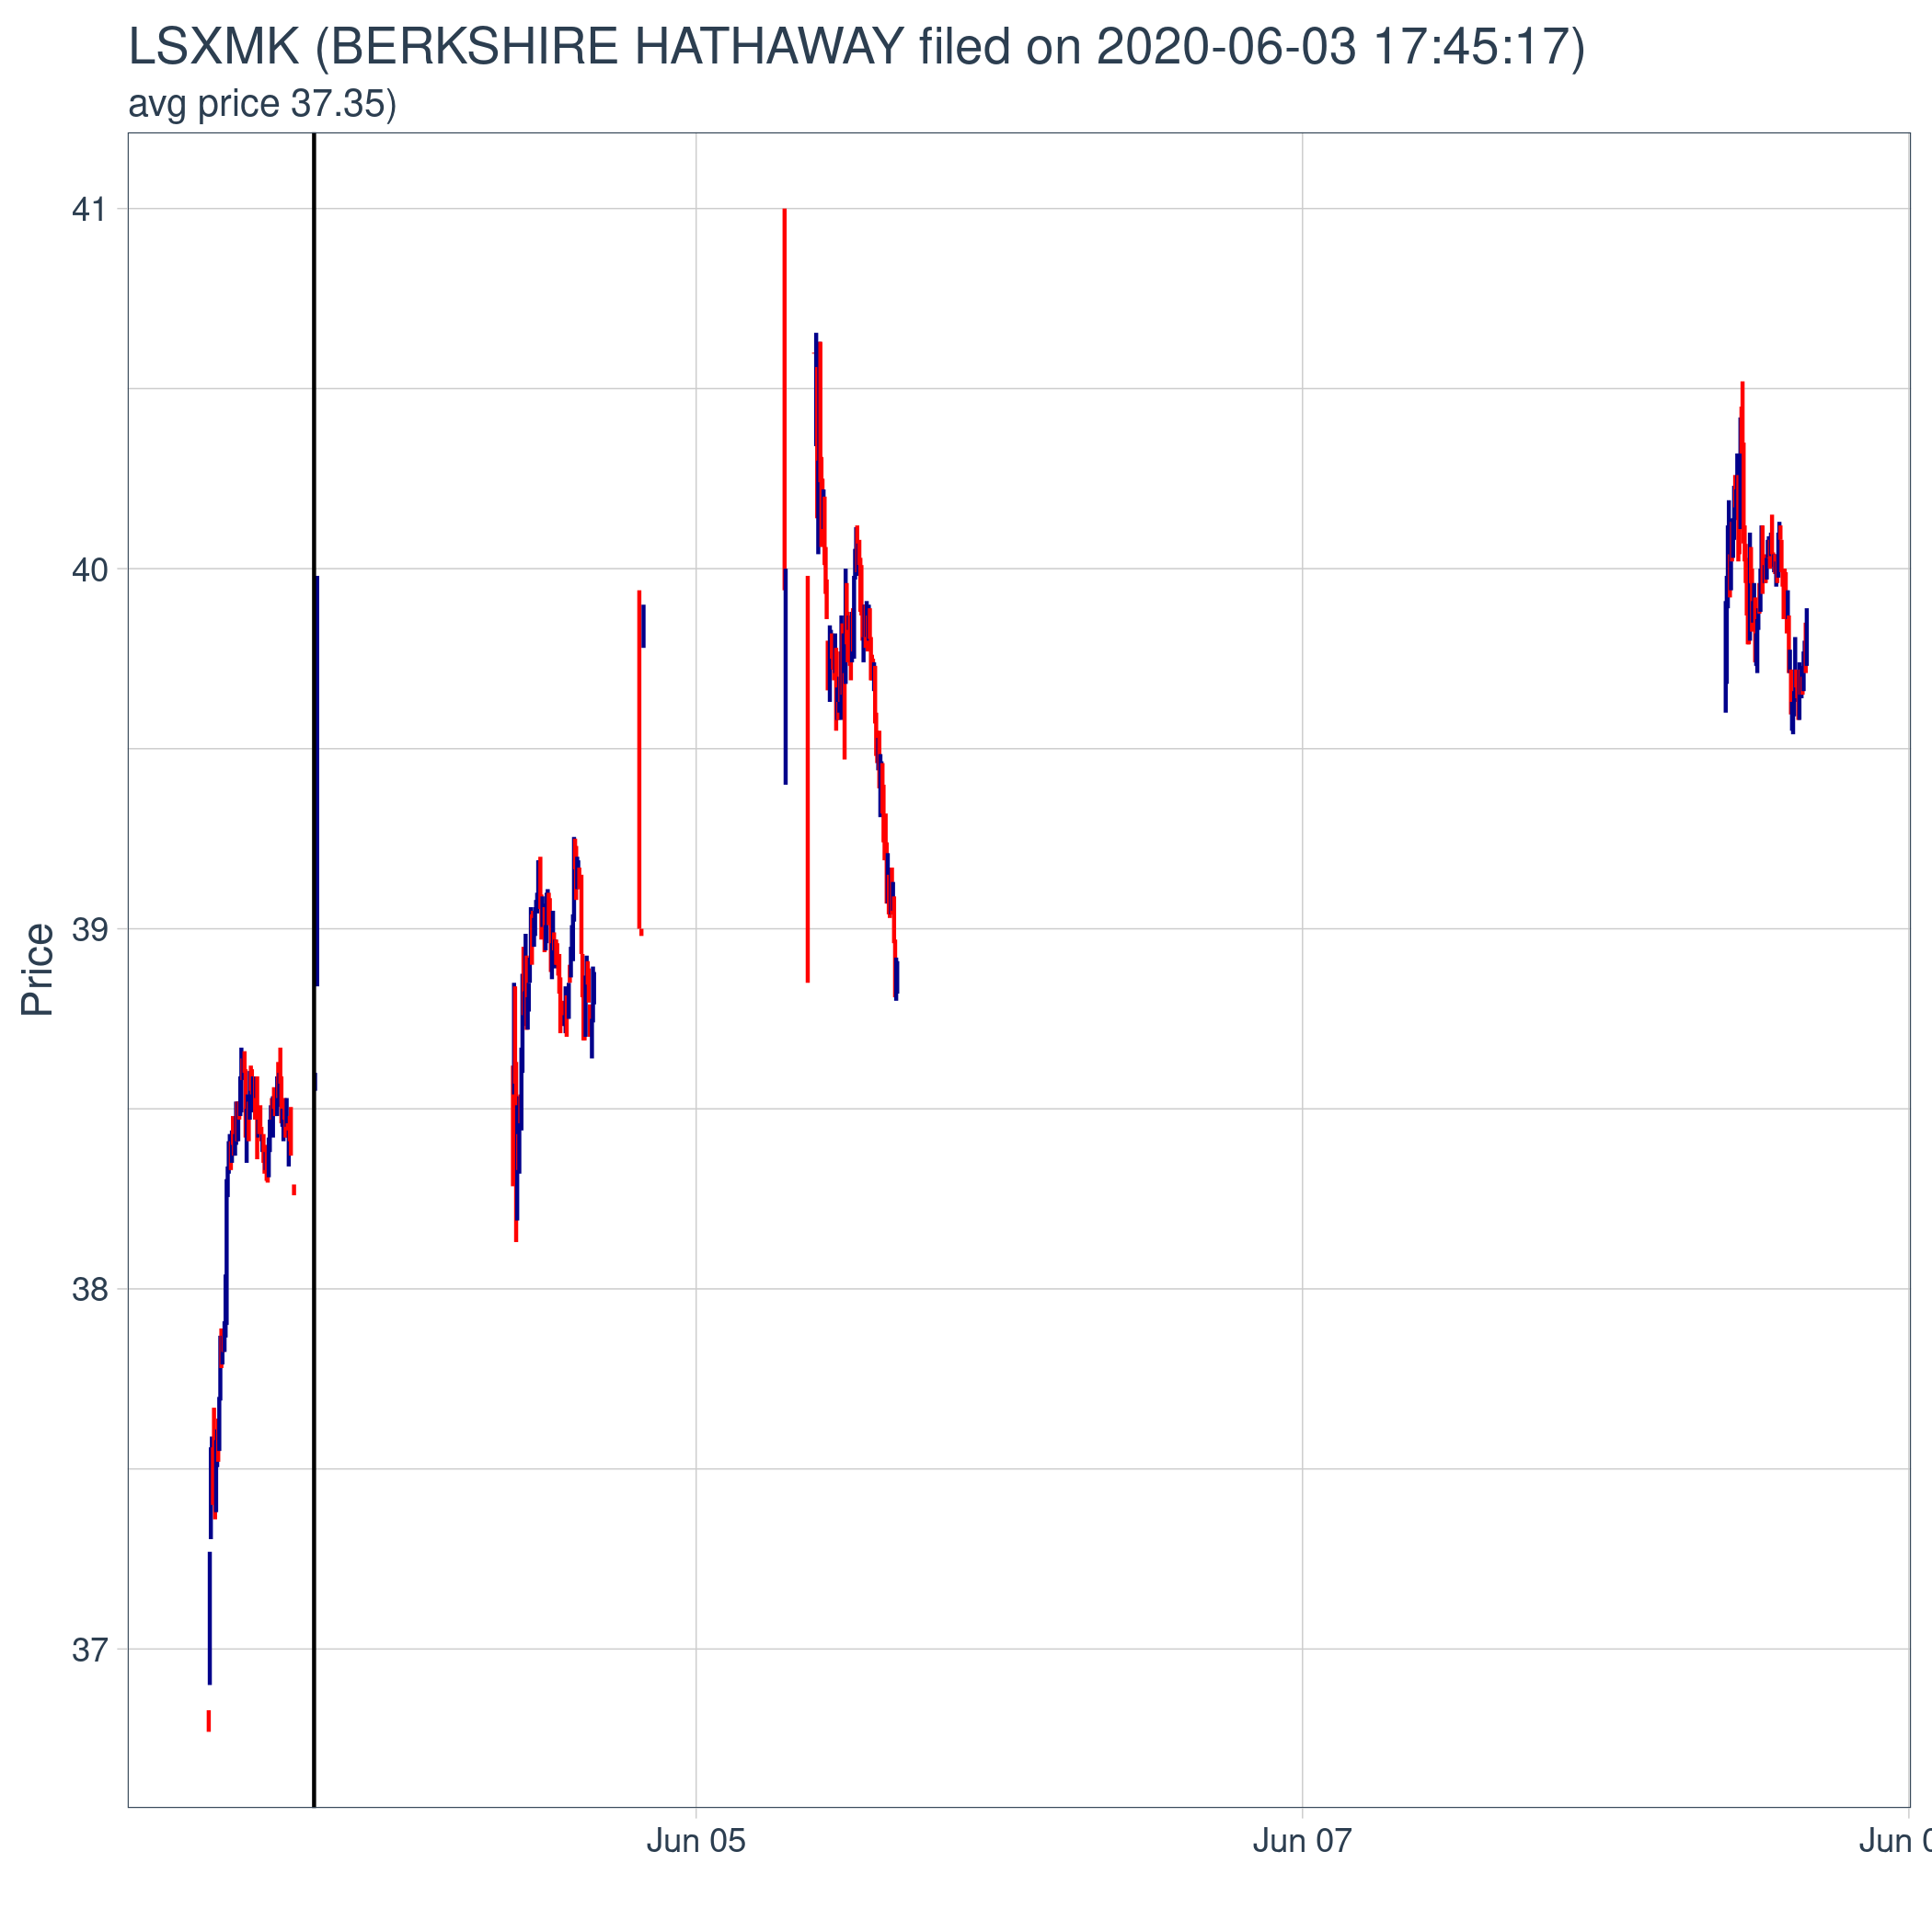 LSXMK (BERKSHIRE HATHAWAY filed on 2020-06-03 17:45:17)
avg price 37.35)
41
40
39
38
37
Price
Jun 05
Jun 07
Jun